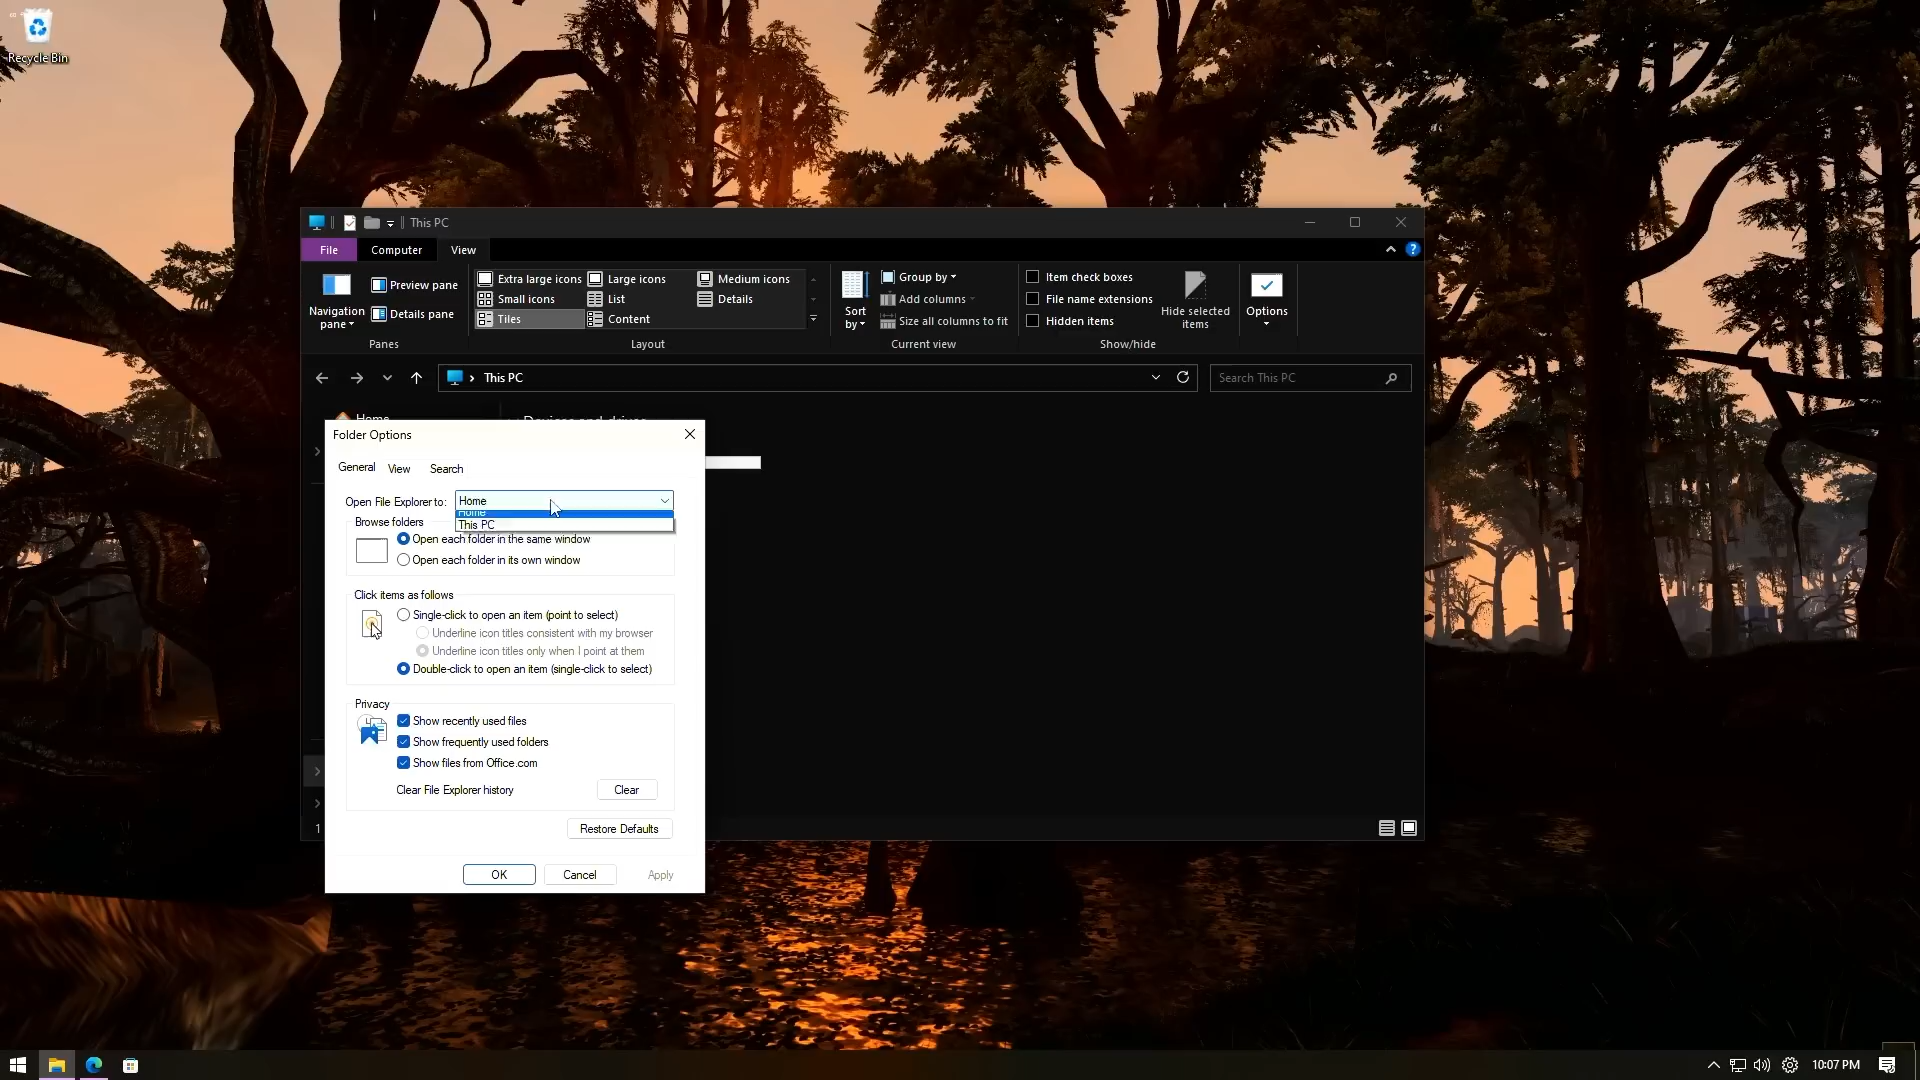 Recycle Bin
This PC
File
Computer
View
Navigation pane
Preview pane
Details pane
Panes
Extra large icons
Large icons
Medium icons
Small icons
List
Details
Tiles
Content
Layout
Sort by
Group by
Add columns
Size all columns to fit
Current view
Item check boxes
File name extensions
Hidden items
Hide selected items
Show/hide
Options
This PC
Search This PC
Home
Devices and drives
Folder Options
General
View
Search
Open File Explorer to:
Home
Home
This PC
Browse folders
Open each folder in the same window
Open each folder in its own window
Click items as follows
Single-click to open an item (point to select)
Underline icon titles consistent with my browser
Underline icon titles only when I point at them
Double-click to open an item (single-click to select)
Privacy
Show recently used files
Show frequently used folders
Show files from Office.com
Clear File Explorer history
Clear
Restore Defaults
OK
Cancel
Apply
1
10:07 PM